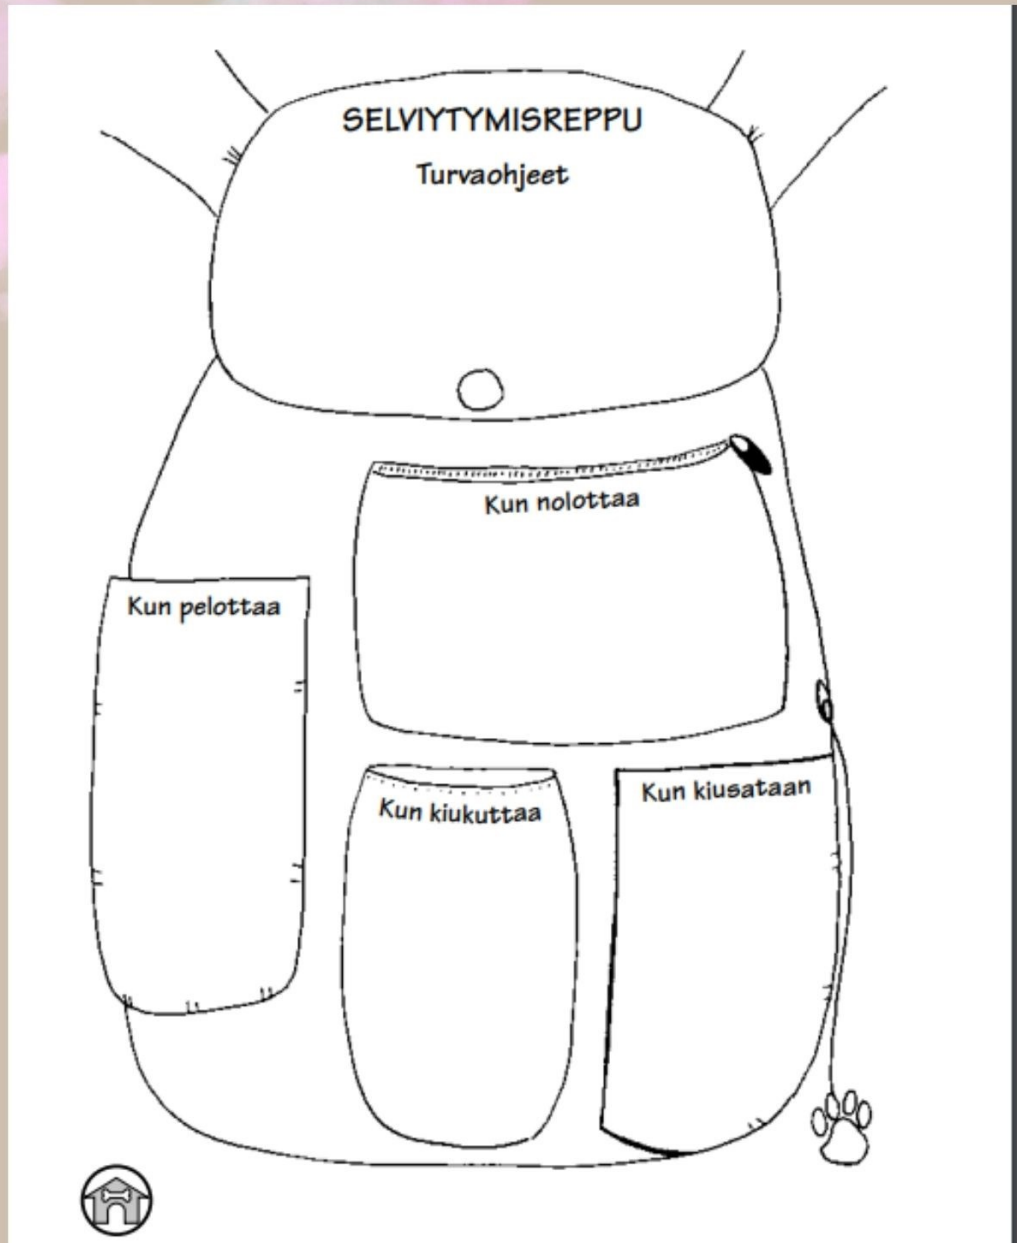 SELVIYTYMISREPPU
Turvaohjeet
Kun nolottaa
Kun pelottaa
Kun kiukuttaa
Kun kiusataan